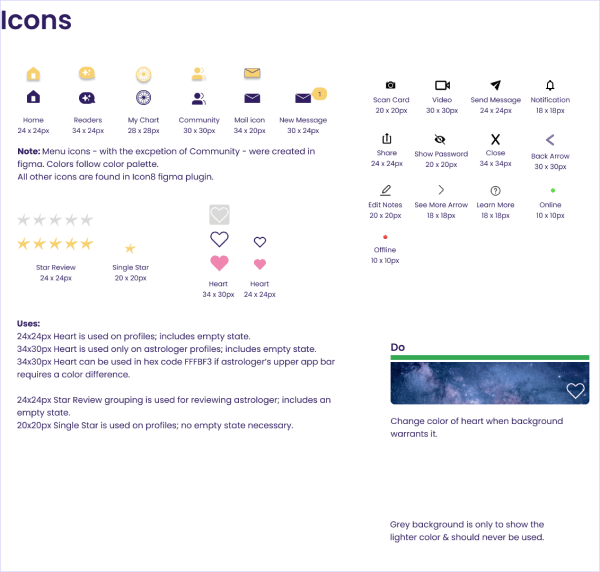 Icons
1
Home
24 x 24px
Readers
34 x 24px
My Chart
28 x 28px
Community
30 x 30px
Mail Icon
34 x 20px
New Message
30 x 24px
Note: Menu icons - with the excpetion of Community - were created in
figma. Colors follow color palette.
All other icons are found in Icon8 figma plugin.
Scan Card
20 x 20px
Video
30 x 30px
Send Message
24 x 24px
Notification
18 x 18px
Share
24 x 24px
Show Password
20 x 20px
Close
34 x 34px
Back Arrow
30 x 30px
Edit Notes
20 x 20px
See More Arrow
18 x 18px
Learn More
18 x 18px
Online
10 x 10px
Offline
10 x 10px
Star Review
24 x 24px
Single Star
20 x 20px
Heart
34 x 30px
Heart
24 x 24px
Uses:
24x24px Heart is used on profiles; includes empty state.
34x30px Heart is used only on astrologer profiles; includes empty state.
34x30px Heart can be used in hex code FFFBF3 if astrologer's upper app bar
requires a color difference.
24x24px Star Review grouping is used for reviewing astrologer; includes an
empty state.
20x20px Single Star is used on profiles; no empty state necessary.
Do
Change color of heart when background
warrants it.
Grey background is only to show the
lighter color & should never be used.